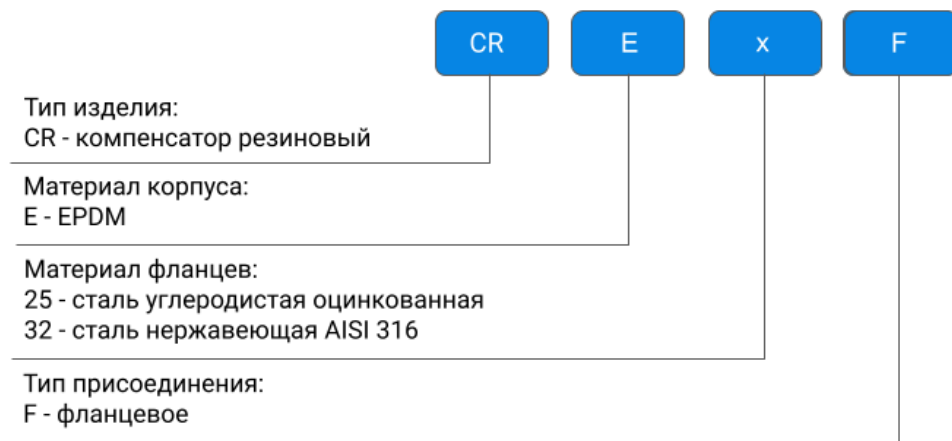 CR E x F
Тип изделия:
CR - компенсатор резиновый
Материал корпуса:
E - EPDM
Материал фланцев:
25 - сталь углеродистая оцинкованная
32 - сталь нержавеющая AISI 316
Тип присоединения:
F - фланцевое